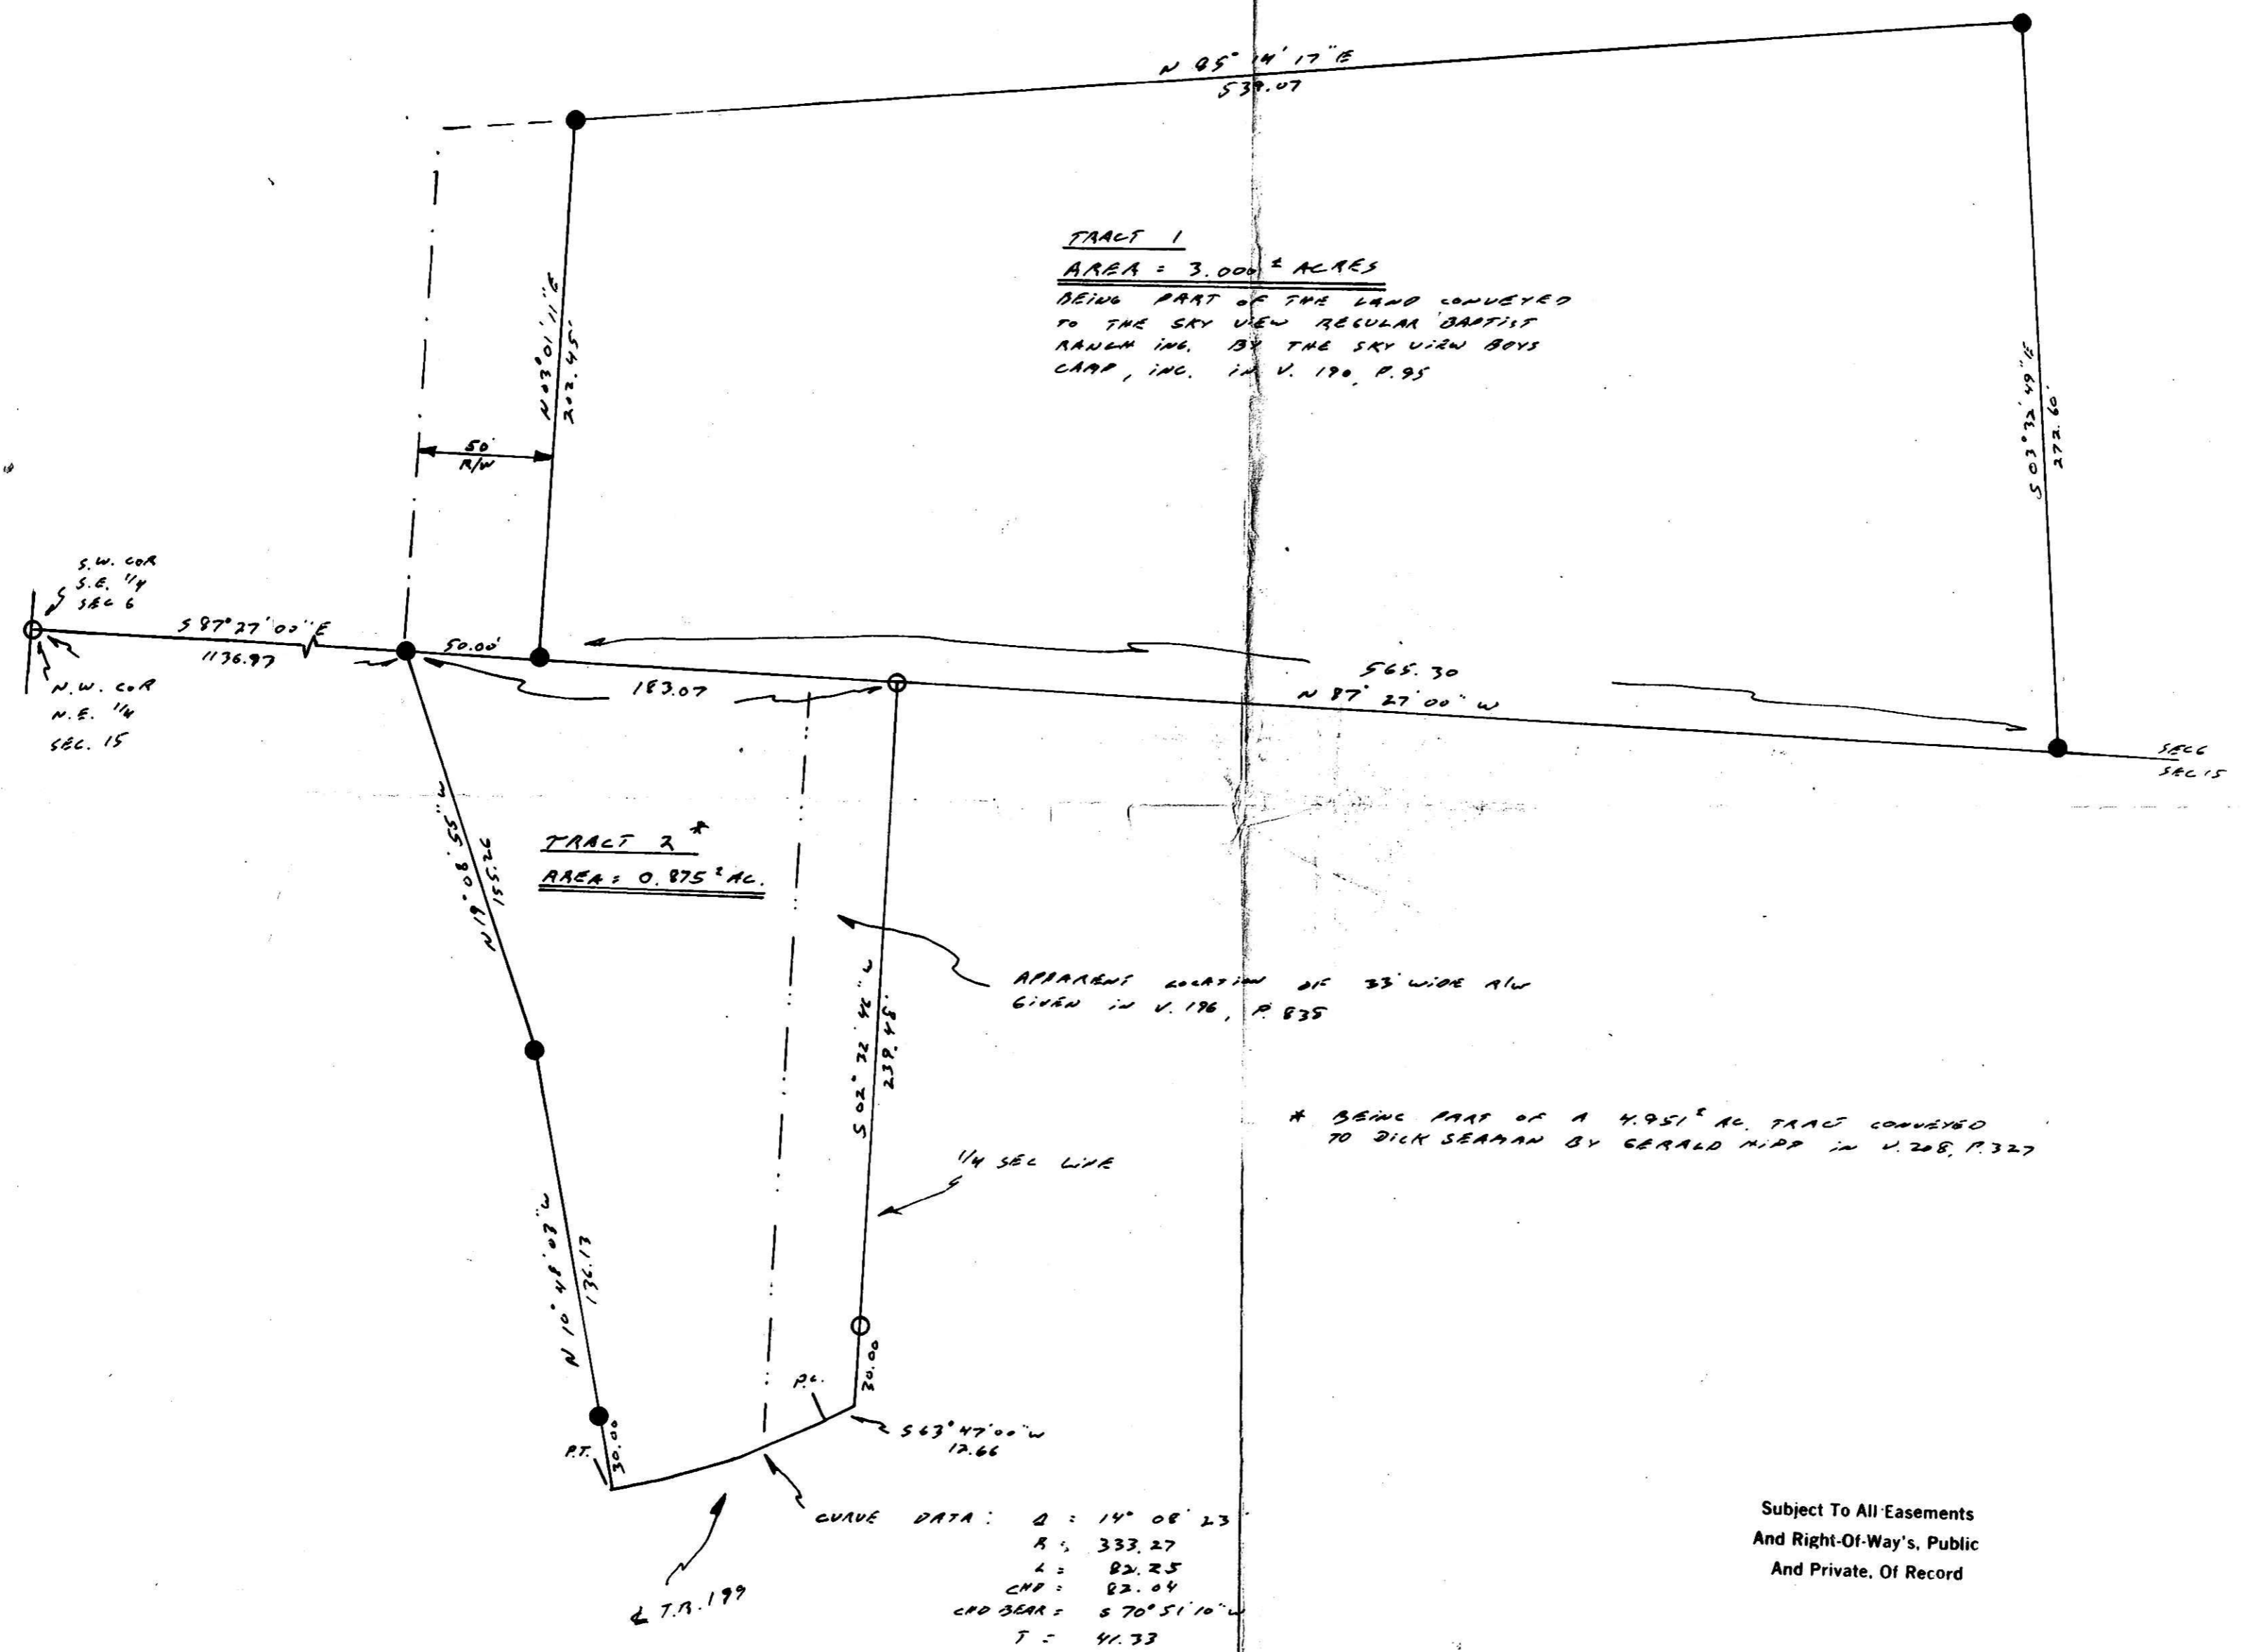 N 85° 14' 17" E
539.07
TRACT 1
AREA = 3.000± ACRES
BEING PART OF THE LAND CONVEYED
TO THE SKY VIEW REGULAR BAPTIST
RANCH INC. BY THE SKY VIEW BOYS
CAMP, INC. IN V. 190, P.95
N 03° 01' 11" E
202.45'
50'
R/W
S 03° 32' 49" E
272.60'
S.W. COR
S.E. 1/4
SEC 6
S 87° 27' 00" E
1136.97
50.00'
N.W. COR
N.E. 1/4
SEC. 15
183.07
565.30
N 87° 27' 00" W
SEC 6
SEC 15
N 19° 08' 55" W
155.26
TRACT 2 *
AREA = 0.875± AC.
APPARENT LOCATION OF 33' WIDE R/W
GIVEN IN V. 196, P. 835
S 02° 32' 46" W
239.48'
* BEING PART OF A 4.951± AC. TRACT CONVEYED
TO DICK SEAMAN BY GERALD HIPP IN V. 208, P. 327
1/4 SEC LINE
N 10° 48' 03" W
136.13
P.C.
30.00
S 63° 47' 00" W
12.66
P.T.
30.00
CURVE DATA: Δ = 14° 08' 23"
R = 333.27
L = 82.25
CHD = 82.04
CHD BEAR = S 70° 51' 10" W
T = 41.33
℄ T.R. 199
Subject To All Easements
And Right-Of-Way's, Public
And Private, Of Record